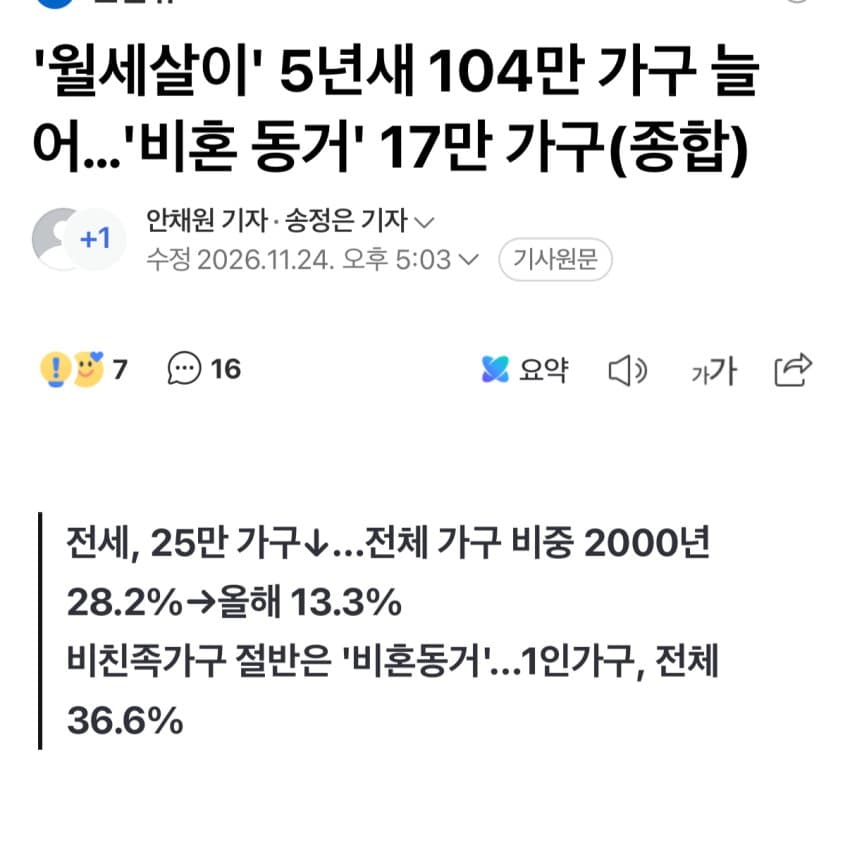 '월세살이' 5년새 104만 가구 늘
어...'비혼 동거' 17만 가구(종합)
+1
안채원 기자·송정은 기자
수정 2026.11.24. 오후 5:03
기사원문
7
16
요약
가가
전세, 25만 가구↓...전체 가구 비중 2000년
28.2%→올해 13.3%
비친족가구 절반은 '비혼동거'...1인가구, 전체
36.6%